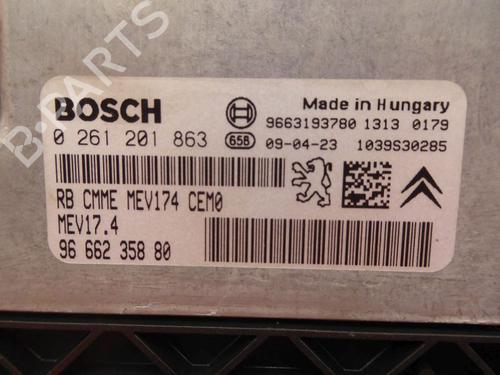 B-PARTS
BOSCH
Made in Hungary
9663193780 1313 0179
0 261 201 863
658
09-04-23 1039S30285
RB CMME MEV174 CEM0
MEV17.4
96 662 358 80